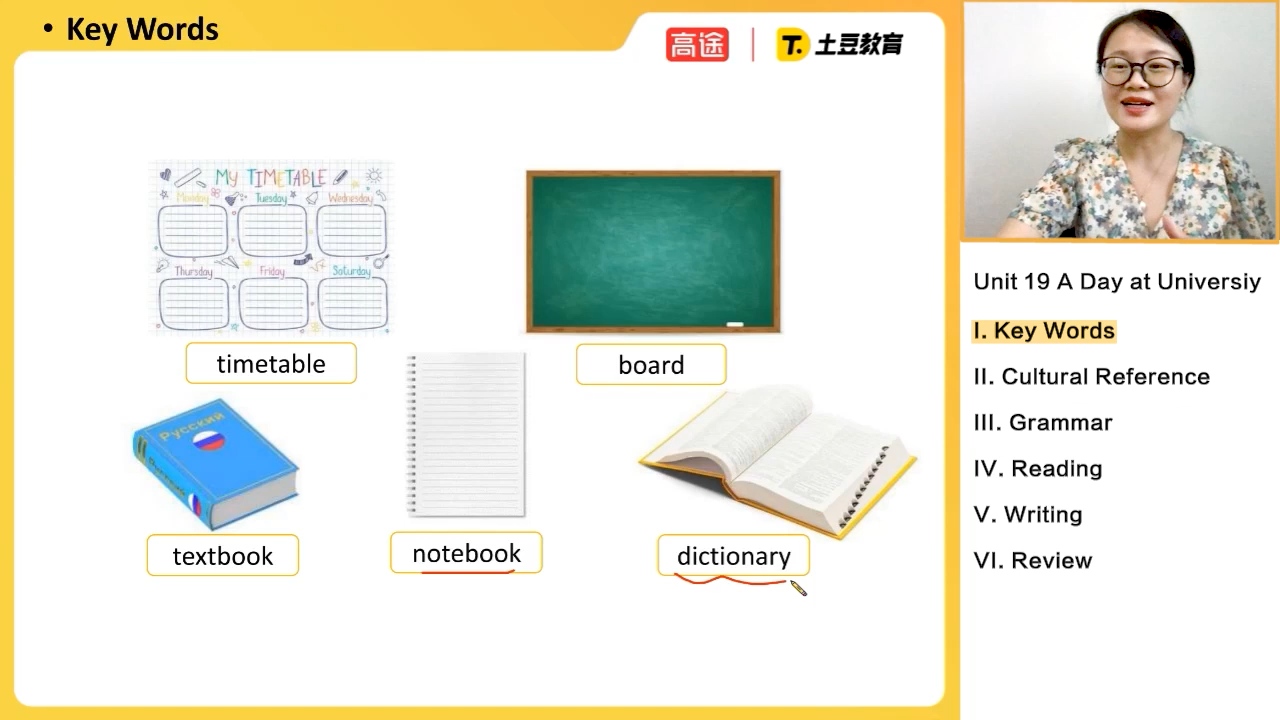 • Key Words
高途
T. 土豆教育
MY TIMETABLE
Monday Tuesday Wednesday
Thursday Friday Saturday
timetable
board
Русский
textbook
notebook
dictionary
Unit 19 A Day at Universiy
I. Key Words
II. Cultural Reference
III. Grammar
IV. Reading
V. Writing
VI. Review